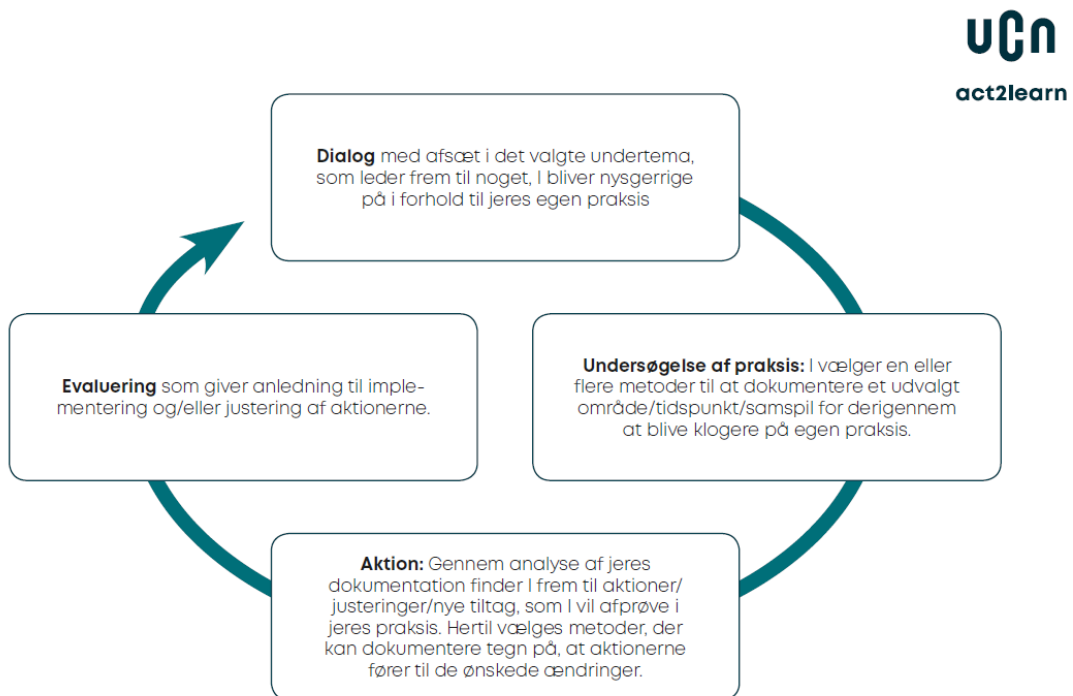 ucn
act2learn
Dialog med afsæt i det valgte undertema,
som leder frem til noget, I bliver nysgerrige
på i forhold til jeres egen praksis
Undersøgelse af praksis: I vælger en eller
flere metoder til at dokumentere et udvalgt
område/tidspunkt/samspil for derigennem
at blive klogere på egen praksis.
Aktion: Gennem analyse af jeres
dokumentation finder I frem til aktioner/
justeringer/nye tiltag, som I vil afprøve i
jeres praksis. Hertil vælges metoder, der
kan dokumentere tegn på, at aktionerne
fører til de ønskede ændringer.
Evaluering som giver anledning til imple-
mentering og/eller justering af aktionerne.